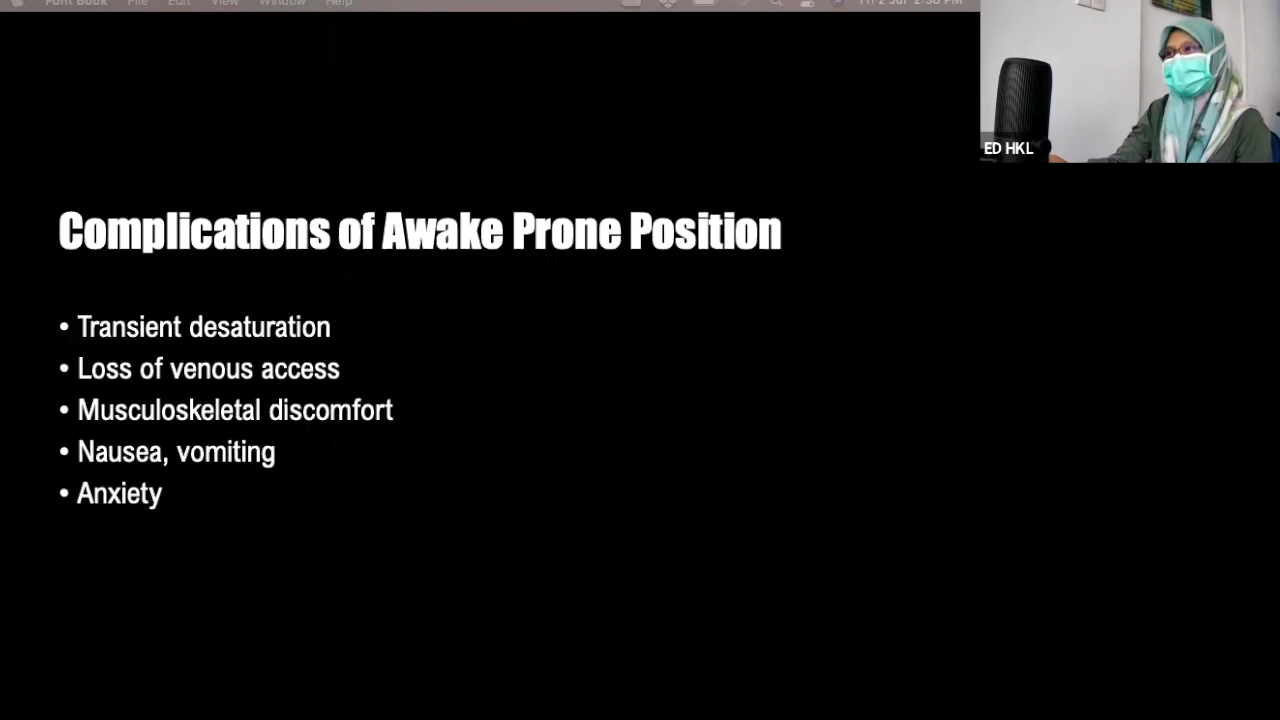 Font Book File Edit View Window Help
ED HKL
Complications of Awake Prone Position
• Transient desaturation
• Loss of venous access
• Musculoskeletal discomfort
• Nausea, vomiting
• Anxiety